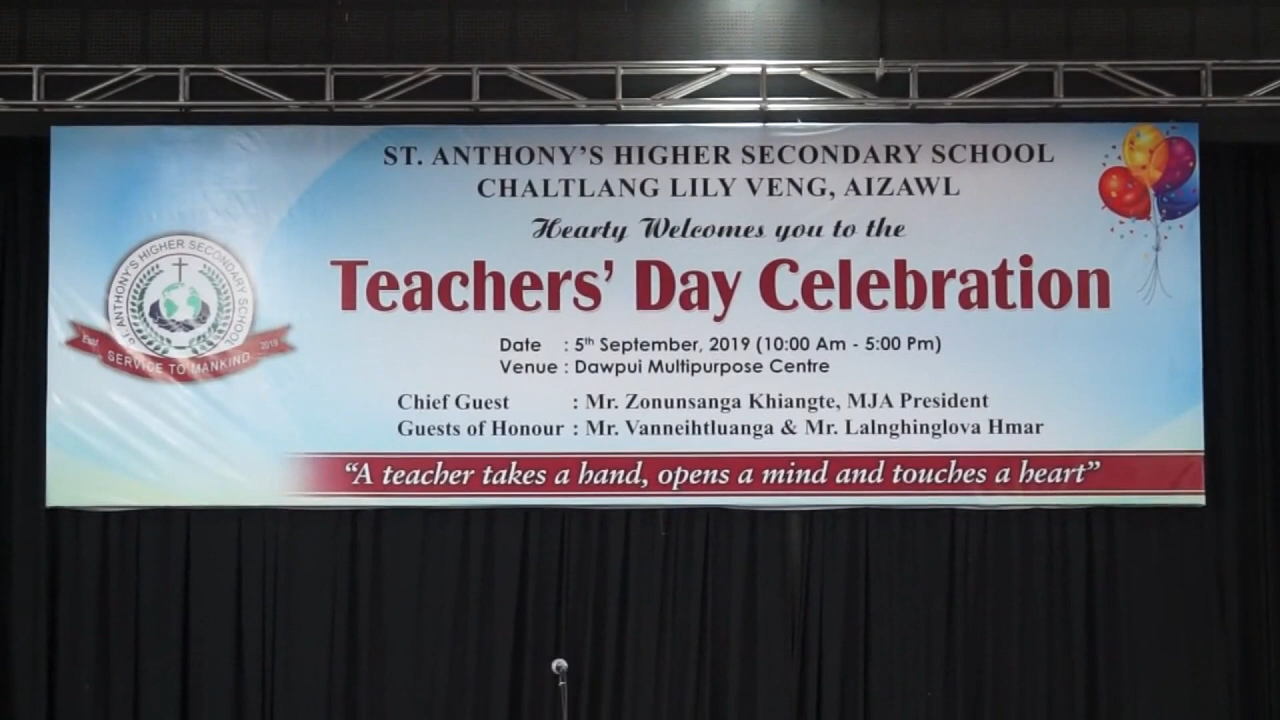 ST. ANTHONY'S HIGHER SECONDARY SCHOOL
CHALTLANG LILY VENG, AIZAWL
Hearty Welcomes you to the
Teachers' Day Celebration
Date : 5th September, 2019 (10:00 Am - 5:00 Pm)
Venue : Dawpui Multipurpose Centre
Chief Guest : Mr. Zonunsanga Khiangte, MJA President
Guests of Honour : Mr. Vanneihtluanga & Mr. Lalnghinglova Hmar
“A teacher takes a hand, opens a mind and touches a heart”
ST. ANTHONY'S HIGHER SECONDARY SCHOOL
Estd 2019
SERVICE TO MANKIND